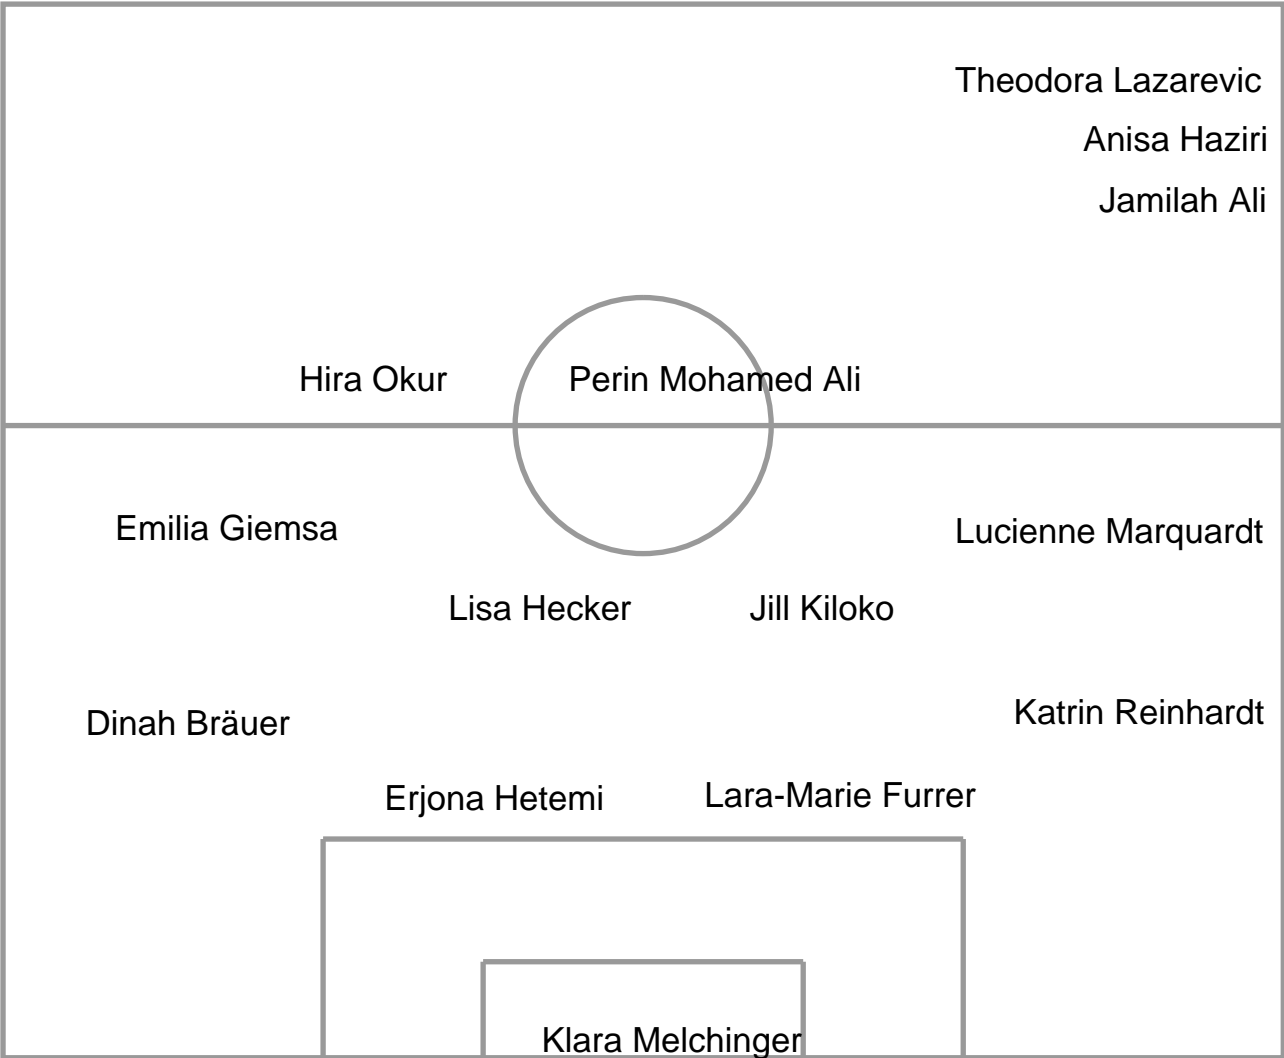 Theodora Lazarevic
Anisa Haziri
Jamilah Ali
Hira Okur
Perin Mohamed Ali
Emilia Giemsa
Lucienne Marquardt
Lisa Hecker
Jill Kiloko
Dinah Bräuer
Katrin Reinhardt
Erjona Hetemi
Lara-Marie Furrer
Klara Melchinger